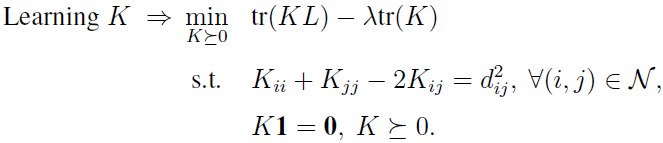 Learning K ⇒ min_{K⪰0} tr(KL) − λtr(K)
s.t. K_{ii} + K_{jj} − 2K_{ij} = d_{ij}^2, ∀(i, j) ∈ 𝒩,
K𝟏 = 𝟎, K ⪰ 0.